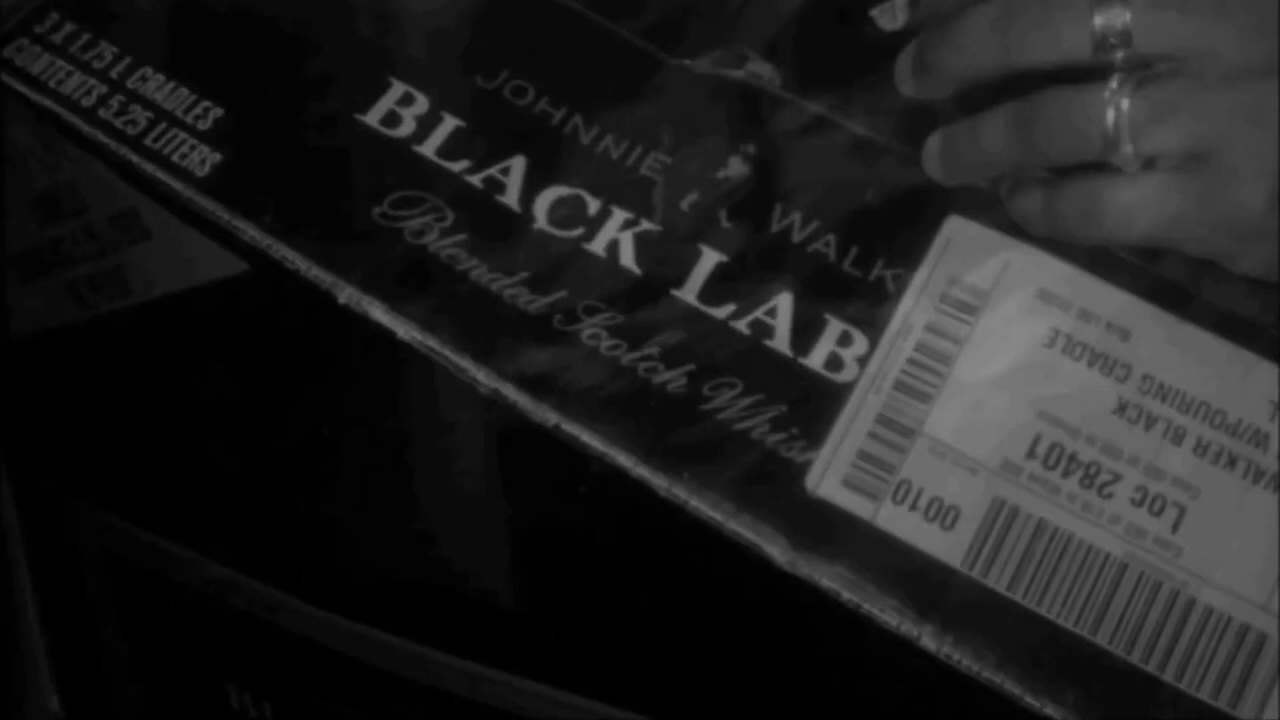 3 X 1.75 L CRADLES
CONTENTS 5.25 LITERS
JOHNNIE WALK
BLACK LAB
Blended Scotch Whis
WALKER BLACK
W/POURING CRADLE
L
Loc 28401
0010